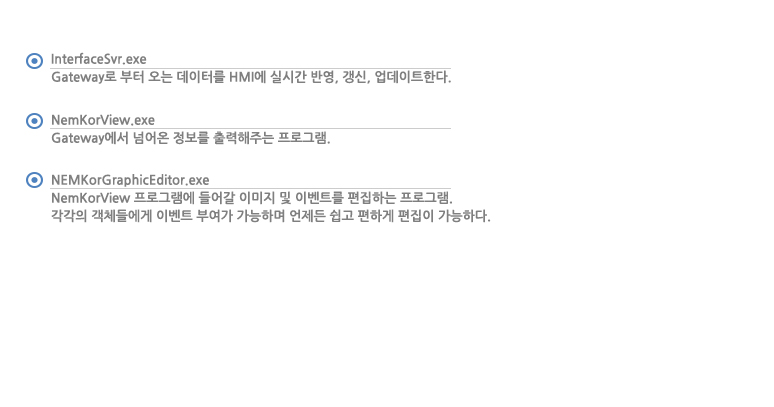 InterfaceSvr.exe
Gateway로 부터 오는 데이터를 HMI에 실시간 반영, 갱신, 업데이트한다.
NemKorView.exe
Gateway에서 넘어온 정보를 출력해주는 프로그램.
NEMKorGraphicEditor.exe
NemKorView 프로그램에 들어갈 이미지 및 이벤트를 편집하는 프로그램.
각각의 객체들에게 이벤트 부여가 가능하며 언제든 쉽고 편하게 편집이 가능하다.